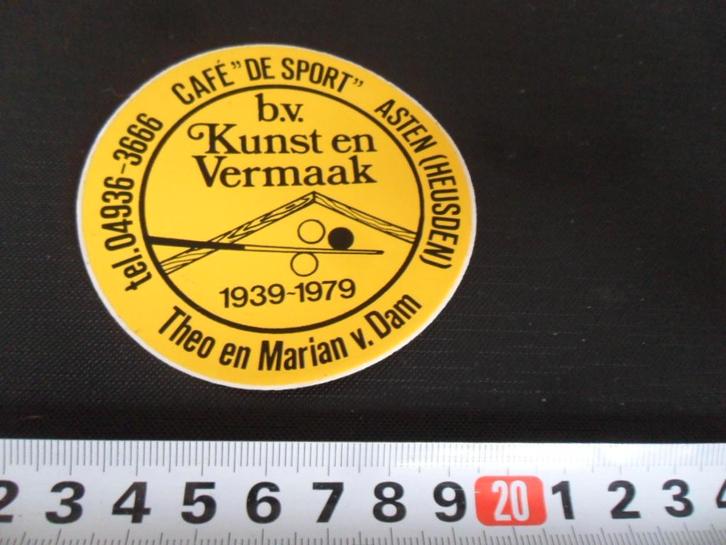 tel. 04936-3666 CAFÉ "DE SPORT" ASTEN (HEUSDEN)
b.v.
Kunst en
Vermaak
1939-1979
Theo en Marian v. Dam
2 3 4 5 6 7 8 9 20 1 2 3 4